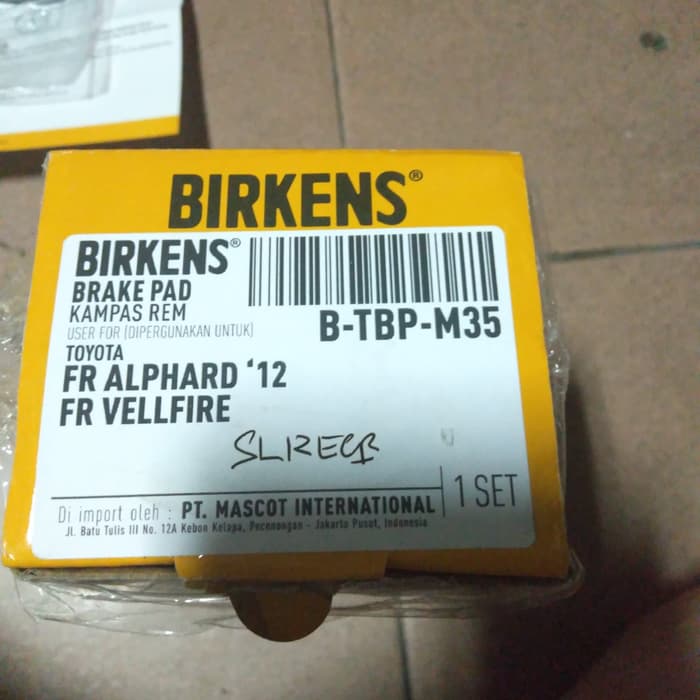 BIRKENS®
BIRKENS®
BRAKE PAD
KAMPAS REM
USER FOR (DIPERGUNAKAN UNTUK)
B-TBP-M35
TOYOTA
FR ALPHARD '12
FR VELLFIRE
1 SET
Di import oleh : PT. MASCOT INTERNATIONAL
Jl. Batu Tulis III No. 12A Kebon Kelapa, Pecenongan - Jakarta Pusat, Indonesia